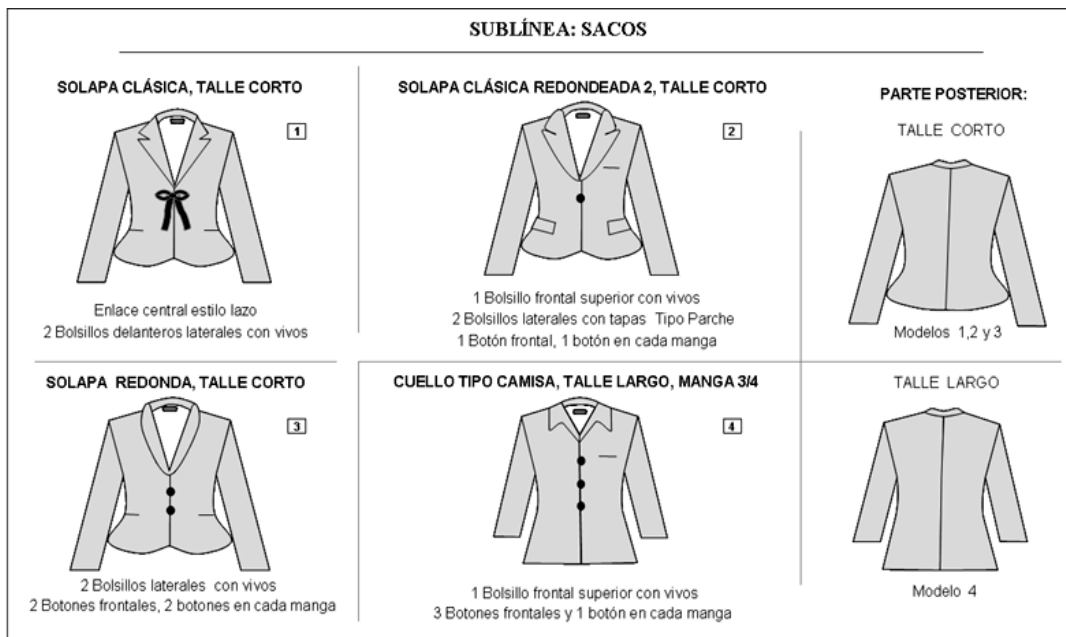 SUBLÍNEA: SACOS
SOLAPA CLÁSICA, TALLE CORTO
1
Enlace central estilo lazo
2 Bolsillos delanteros laterales con vivos
SOLAPA CLÁSICA REDONDEADA 2, TALLE CORTO
2
1 Bolsillo frontal superior con vivos
2 Bolsillos laterales con tapas Tipo Parche
1 Botón frontal, 1 botón en cada manga
PARTE POSTERIOR:
TALLE CORTO
Modelos 1,2 y 3
SOLAPA REDONDA, TALLE CORTO
3
2 Bolsillos laterales con vivos
2 Botones frontales, 2 botones en cada manga
CUELLO TIPO CAMISA, TALLE LARGO, MANGA 3/4
4
1 Bolsillo frontal superior con vivos
3 Botones frontales y 1 botón en cada manga
TALLE LARGO
Modelo 4